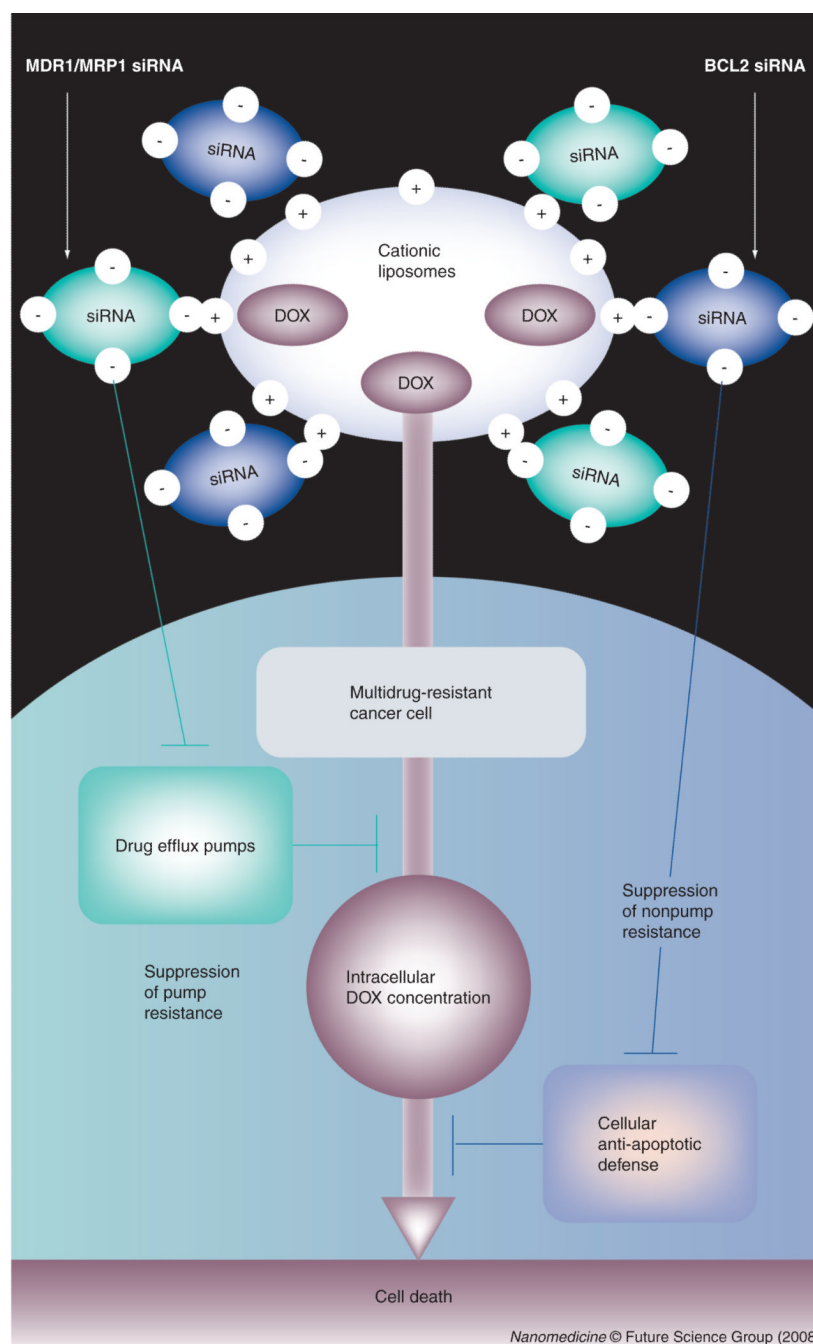 MDR1/MRP1 siRNA
BCL2 siRNA
-
-
-
-
siRNA
-
-
-
-
siRNA
+
+
+
+
+
Cationic
liposomes
-
-
-
-
siRNA
+
DOX
DOX
+
-
-
-
-
siRNA
DOX
+
+
+
+
-
-
-
-
siRNA
-
-
-
-
siRNA
Multidrug-resistant
cancer cell
Drug efflux pumps
Suppression
of nonpump
resistance
Suppression
of pump
resistance
Intracellular
DOX concentration
Cellular
anti-apoptotic
defense
Cell death
Nanomedicine © Future Science Group (2008